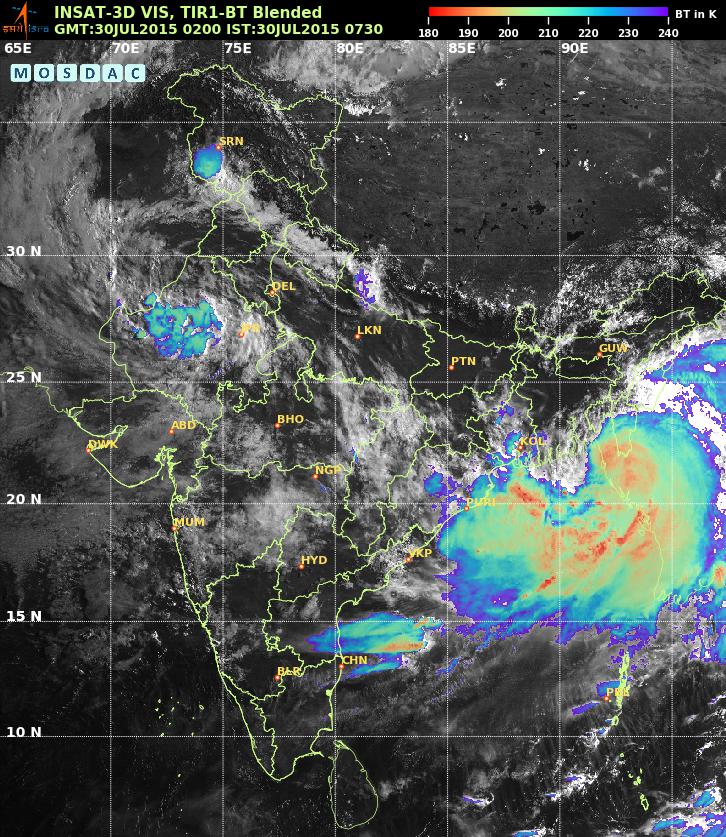 INSAT-3D VIS, TIR1-BT Blended
GMT:30JUL2015 0200 IST:30JUL2015 0730
BT in K
180 190 200 210 220 230 240
65E 70E 75E 80E 85E 90E
M O S D A C
SRN
30 N
DEL
LKN
GUW
PTN
25 N
ABD
BHO
KOL
DWK
NGP
20 N
PURI
MUM
VKP
HYD
15 N
CHN
BLR
10 N